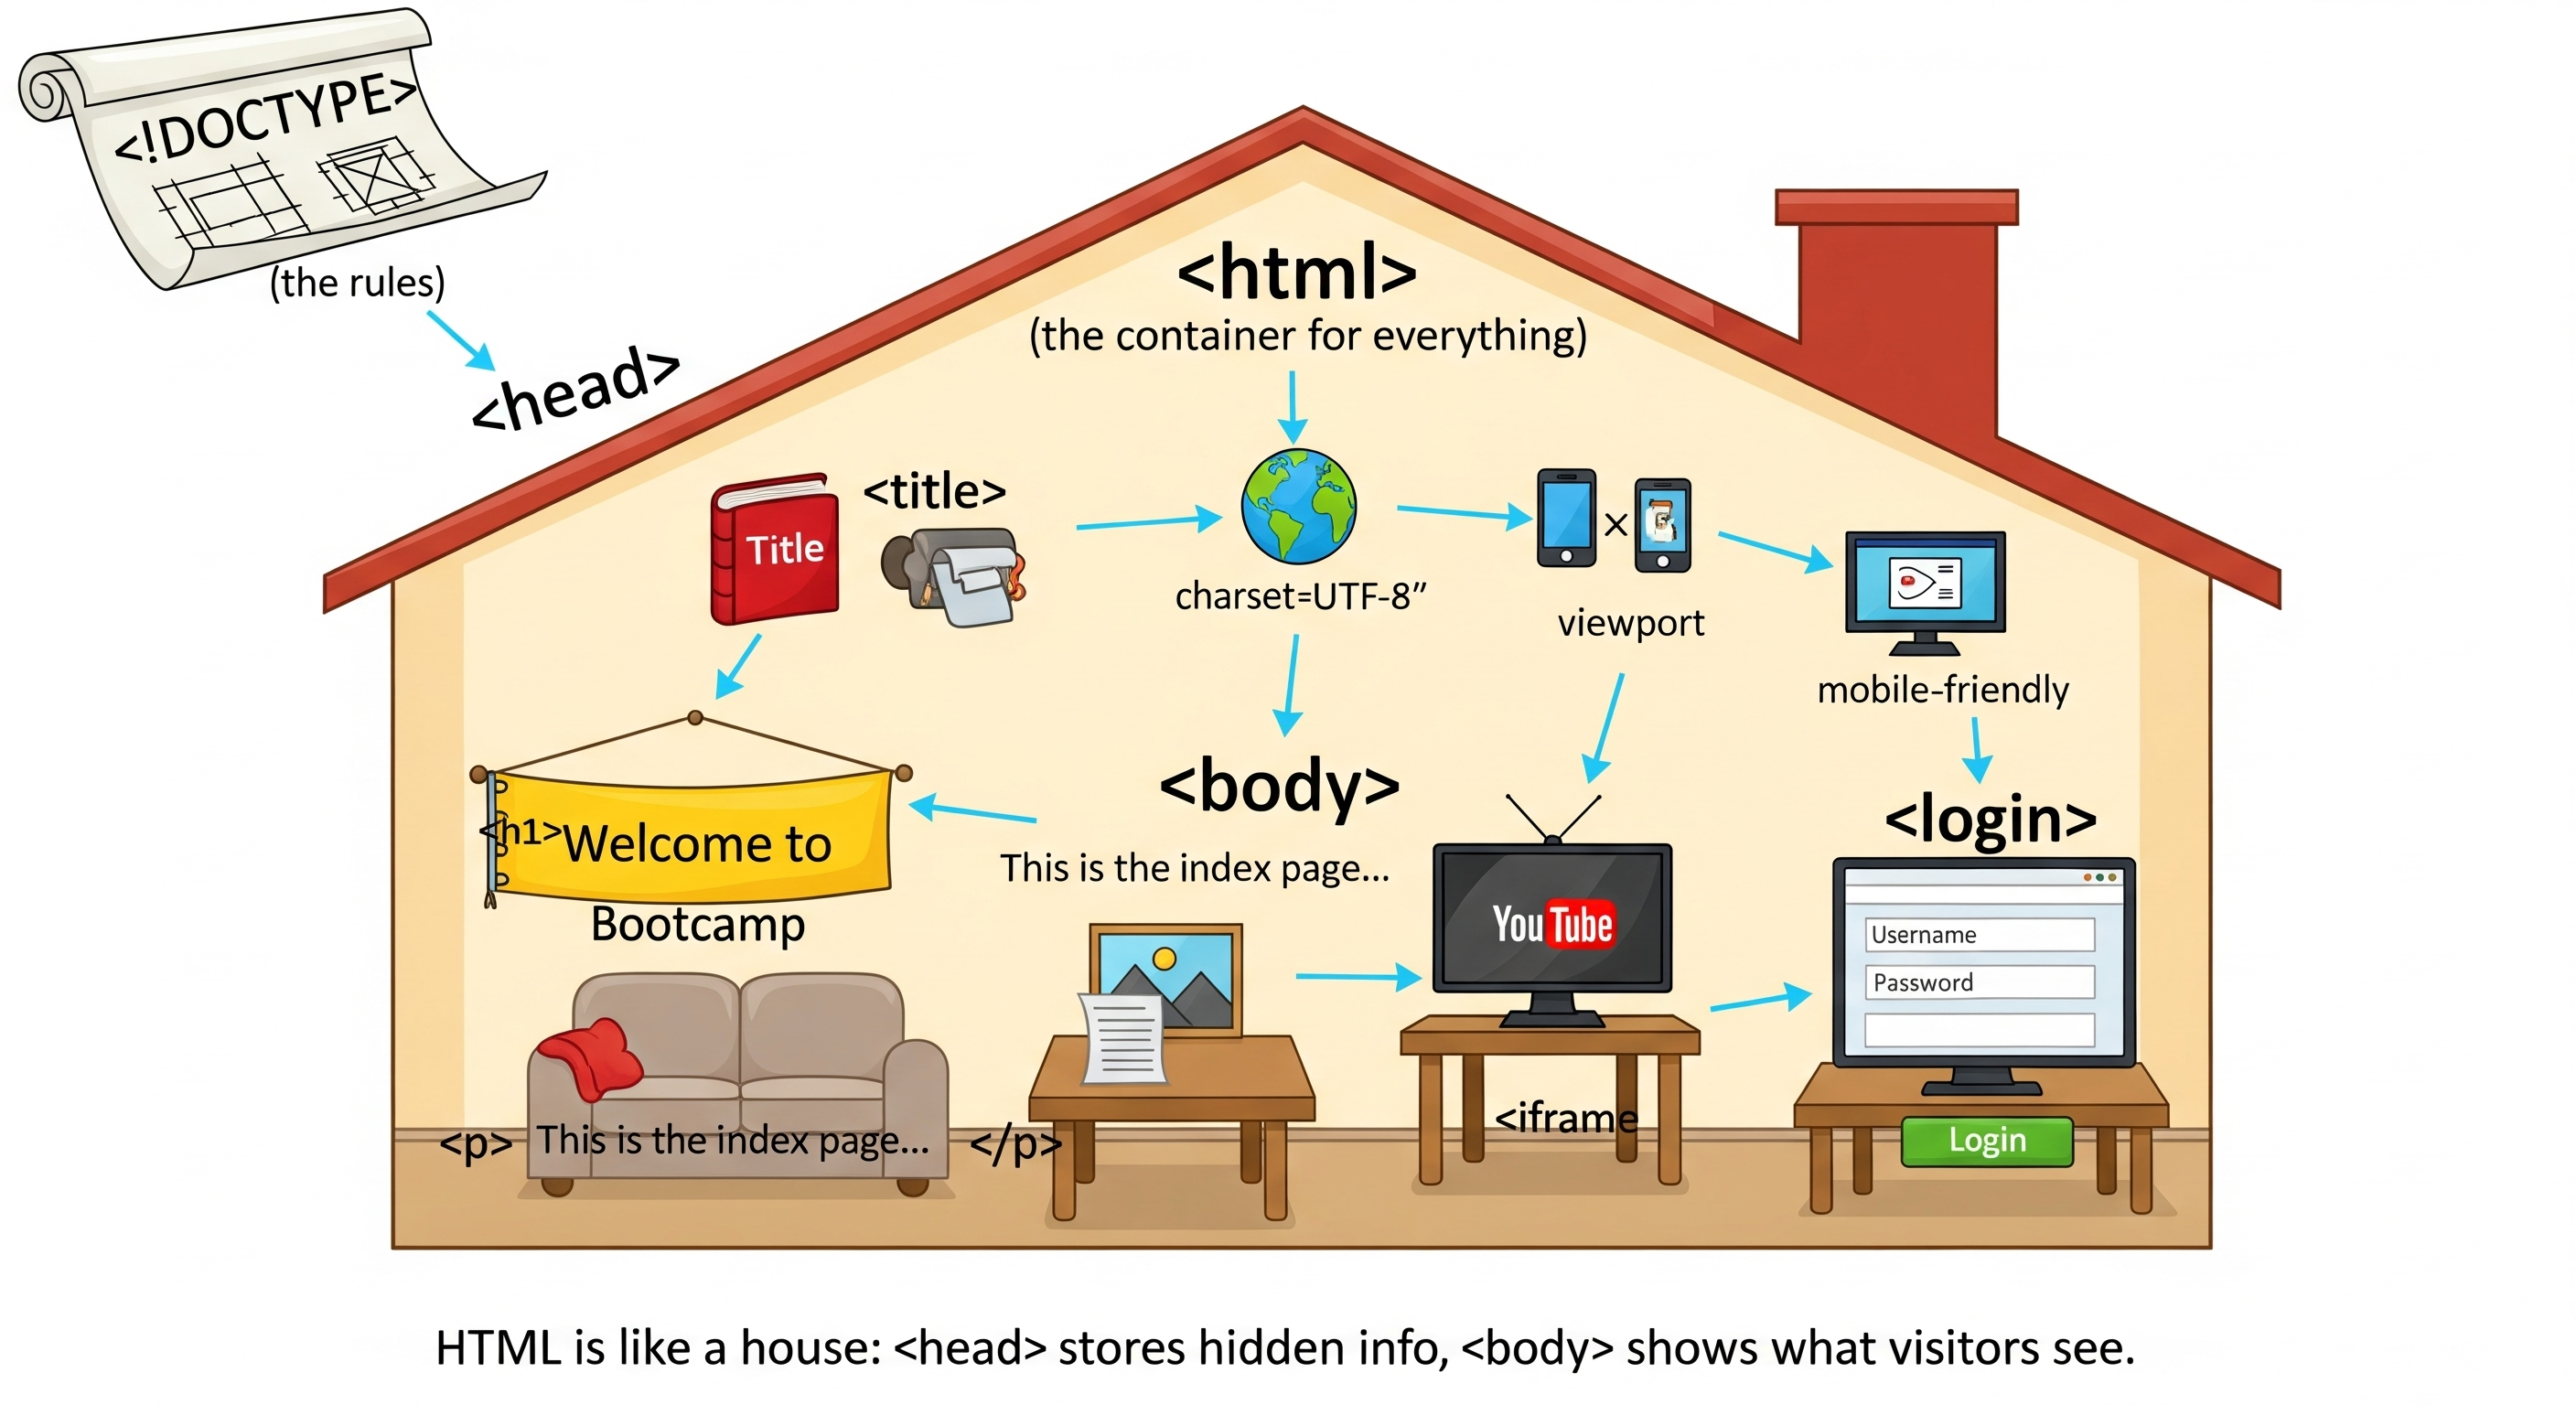 <!DOCTYPE>
(the rules)
<head>
<html>
(the container for everything)
Title
<title>
charset=UTF-8”
viewport
mobile-friendly
<h1>Welcome to
Bootcamp
<body>
This is the index page...
<login>
YouTube
Username
Password
<p> This is the index page... </p>
<iframe
Login
HTML is like a house: <head> stores hidden info, <body> shows what visitors see.